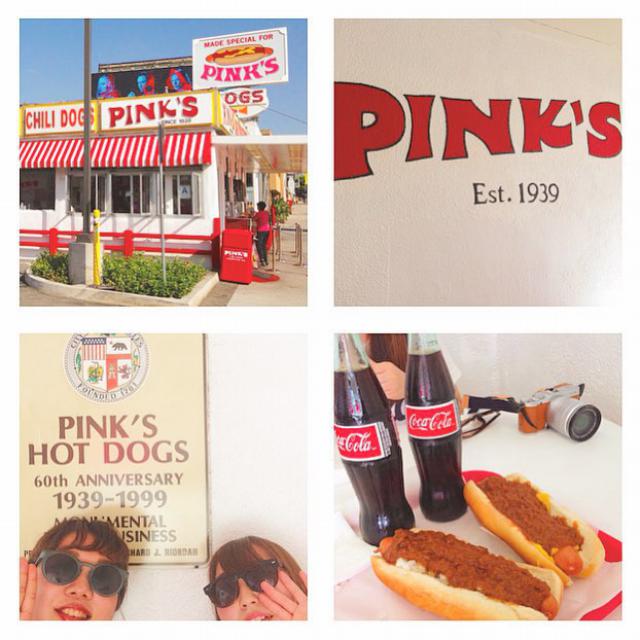 MADE SPECIAL FOR
PINK'S
OGS
CHILI DOGS
PINK'S
SINCE 1939
A
PINK'S
PINK'S
Est. 1939
FOUNDED 1781
PINK'S
HOT DOGS
60th ANNIVERSARY
1939-1999
MONUMENTAL
BUSINESS
RICHARD J. RIORDAN
Coca-Cola
Coca-Cola